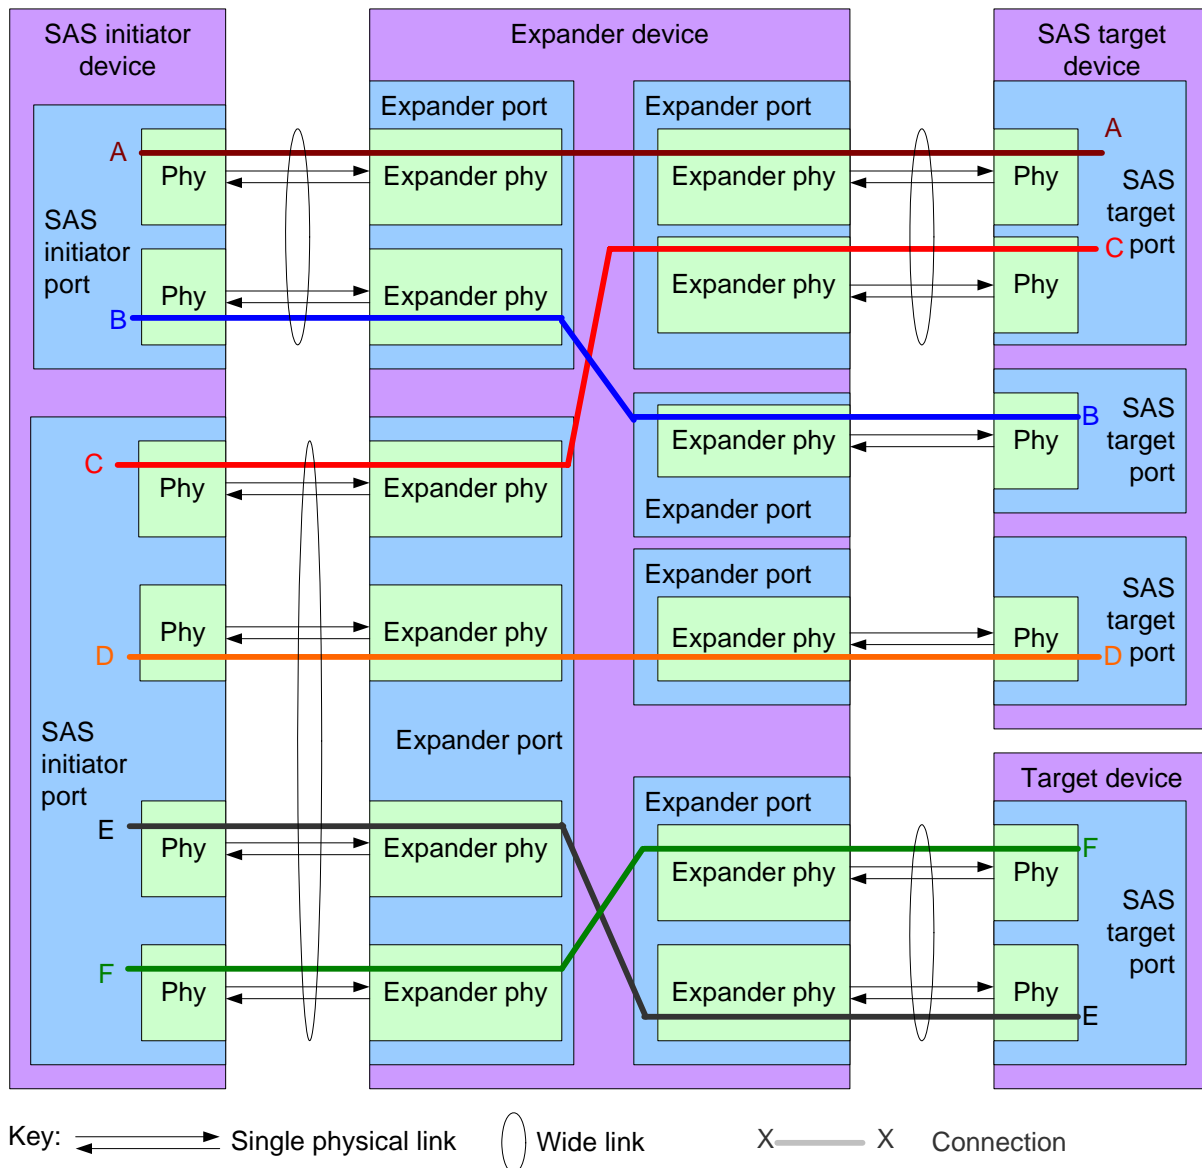 SAS initiator
device
Expander device
SAS target
device
Expander port
Expander port
A
Phy
Expander phy
Expander phy
Phy
A
SAS
target
port
SAS
initiator
port
C
Phy
Expander phy
Expander phy
Phy
B
B
SAS
target
port
Expander phy
Phy
Expander port
C
Phy
Expander phy
Expander port
SAS
target
port
Phy
Expander phy
Expander phy
Phy
D
D
SAS
initiator
port
Expander port
Target device
Expander port
E
Phy
Expander phy
Expander phy
Phy
F
SAS
target
port
F
Phy
Expander phy
Expander phy
Phy
E
Key:
Single physical link
Wide link
X
X
Connection